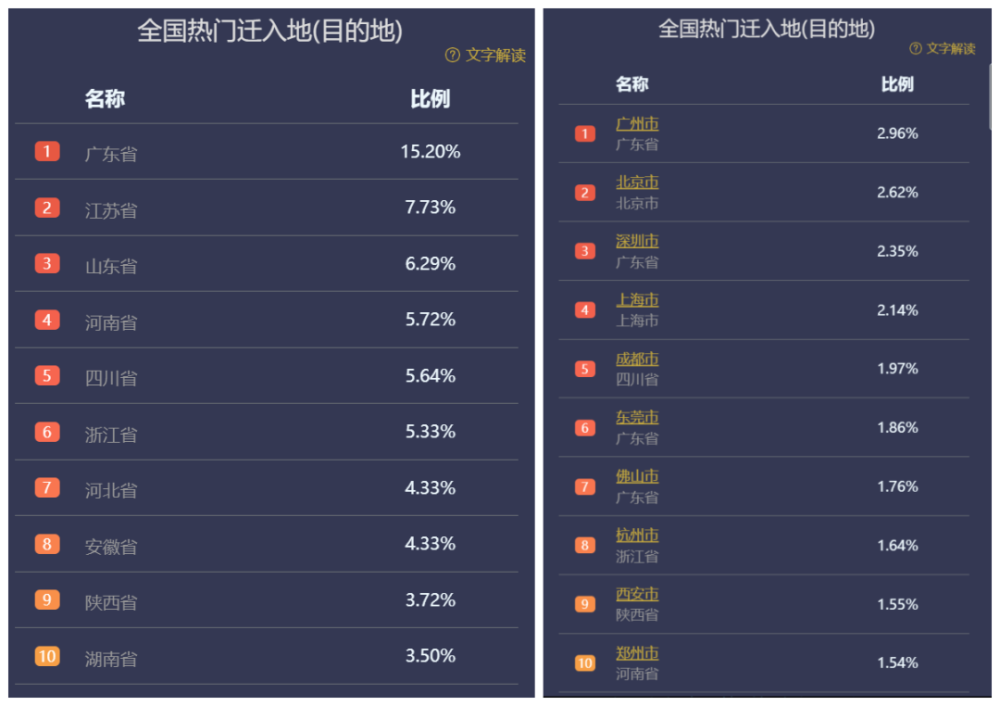 全国热门迁入地(目的地)
? 文字解读
名称 比例
1 广东省 15.20%
2 江苏省 7.73%
3 山东省 6.29%
4 河南省 5.72%
5 四川省 5.64%
6 浙江省 5.33%
7 河北省 4.33%
8 安徽省 4.33%
9 陕西省 3.72%
10 湖南省 3.50%
全国热门迁入地(目的地)
? 文字解读
名称 比例
1 广州市 2.96%
广东省
2 北京市 2.62%
北京市
3 深圳市 2.35%
广东省
4 上海市 2.14%
上海市
5 成都市 1.97%
四川省
6 东莞市 1.86%
广东省
7 佛山市 1.76%
广东省
8 杭州市 1.64%
浙江省
9 西安市 1.55%
陕西省
10 郑州市 1.54%
河南省